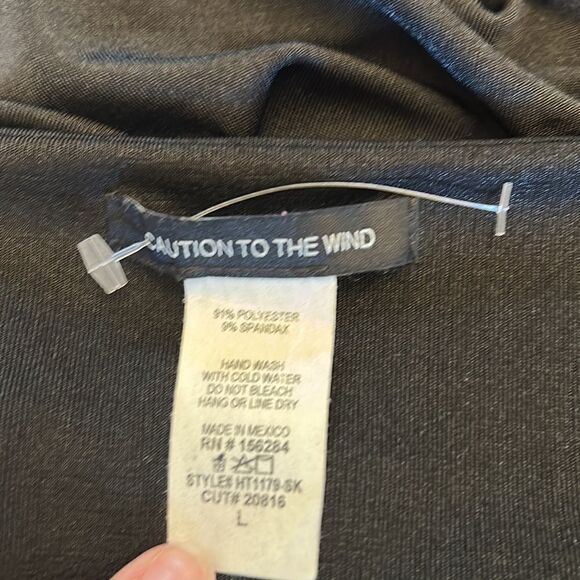 CAUTION TO THE WIND
91% POLYESTER
9% SPANDAX
HAND WASH
WITH COLD WATER
DO NOT BLEACH
HANG OR LINE DRY
MADE IN MEXICO
RN # 156284
STYLE# HT1179-SK
CUT# 20816
L